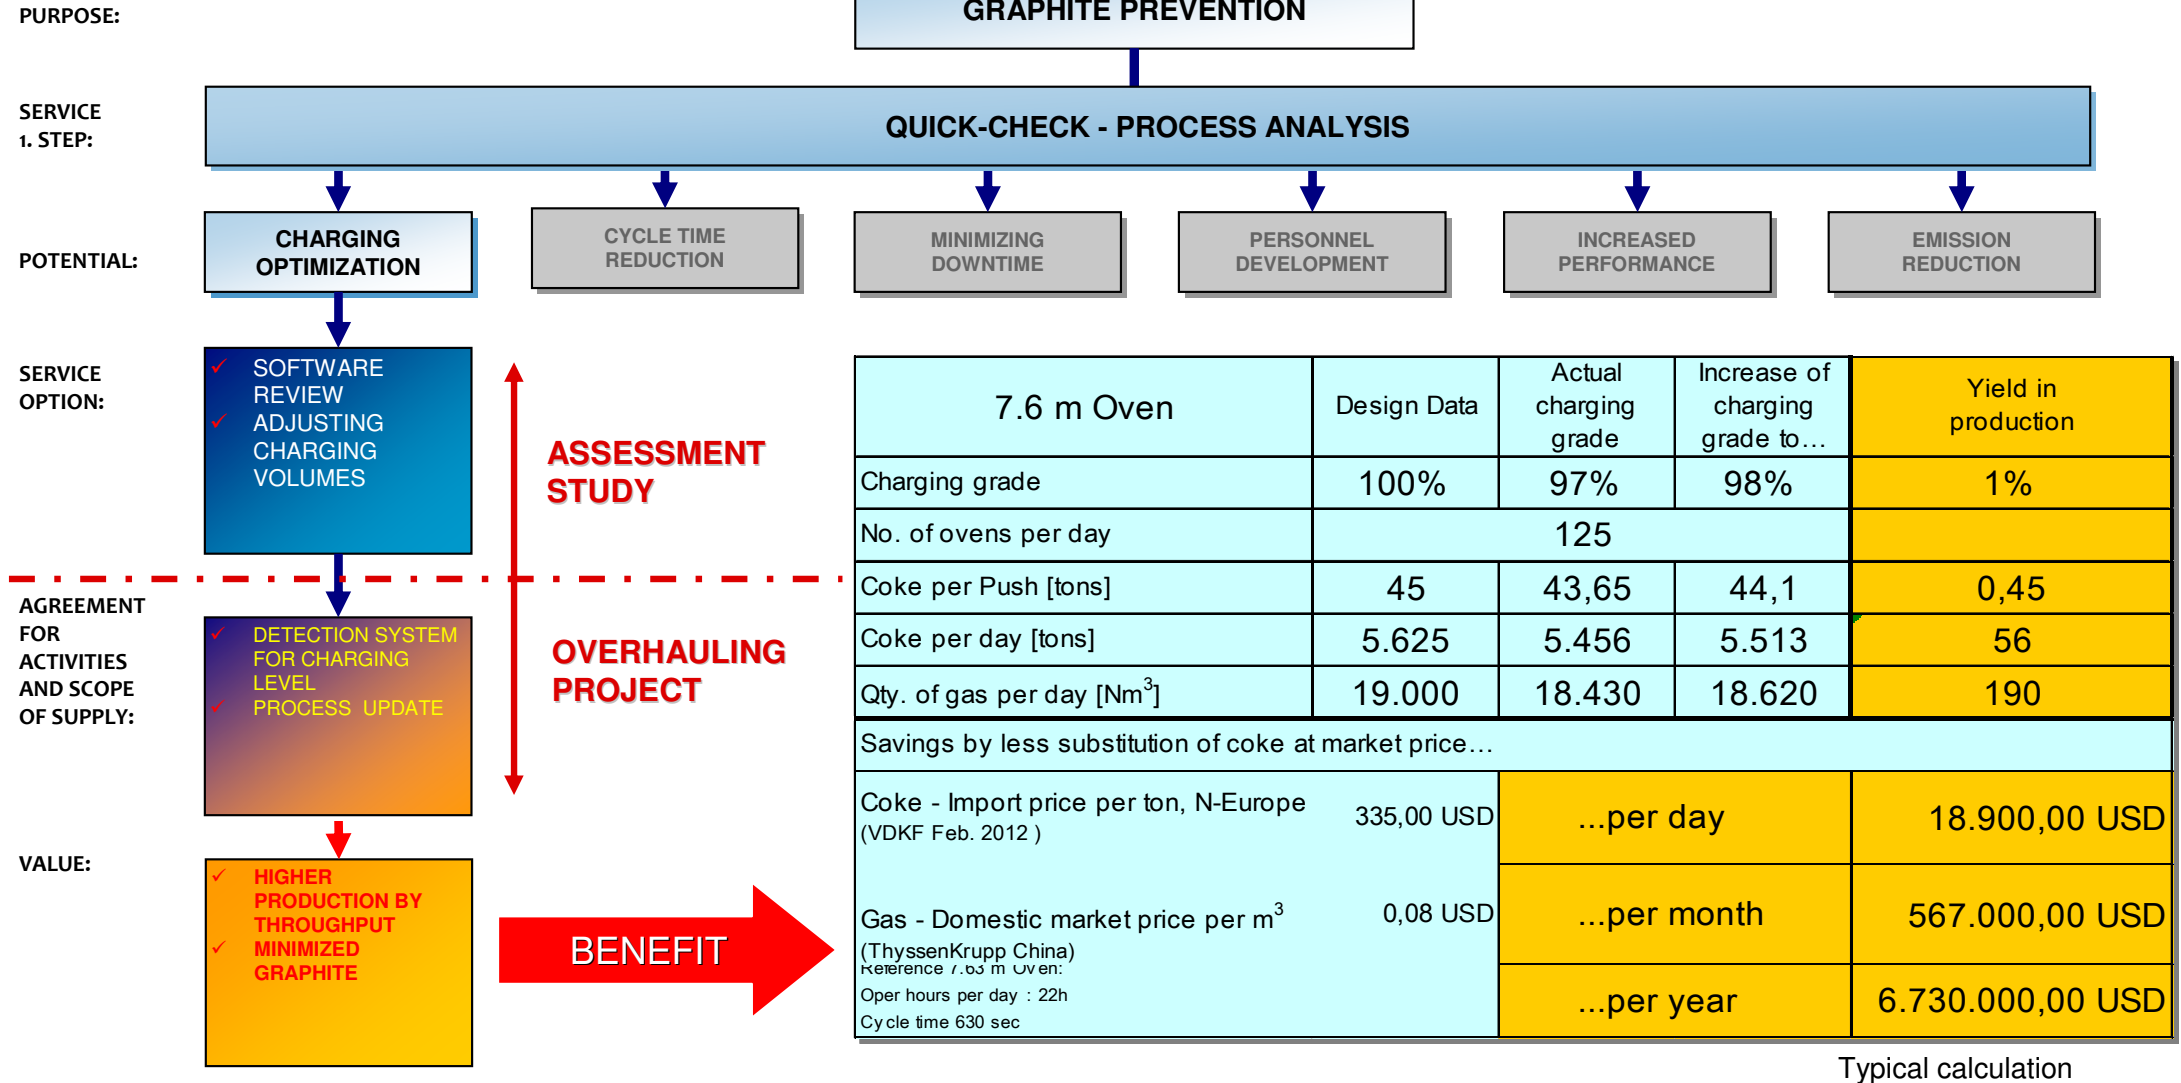 PURPOSE:
GRAPHITE PREVENTION
SERVICE
1. STEP:
QUICK-CHECK - PROCESS ANALYSIS
POTENTIAL:
CHARGING
OPTIMIZATION
CYCLE TIME
REDUCTION
MINIMIZING
DOWNTIME
PERSONNEL
DEVELOPMENT
INCREASED
PERFORMANCE
EMISSION
REDUCTION
SERVICE
OPTION:
✓ SOFTWARE
REVIEW
✓ ADJUSTING
CHARGING
VOLUMES
ASSESSMENT
STUDY
AGREEMENT
FOR
ACTIVITIES
AND SCOPE
OF SUPPLY:
✓ DETECTION SYSTEM
FOR CHARGING
LEVEL
✓ PROCESS UPDATE
OVERHAULING
PROJECT
VALUE:
✓ HIGHER
PRODUCTION BY
THROUGHPUT
✓ MINIMIZED
GRAPHITE
BENEFIT
7.6 m Oven
Design Data
Actual
charging
grade
Increase of
charging
grade to...
Yield in
production
Charging grade 100% 97% 98% 1%
No. of ovens per day 125
Coke per Push [tons] 45 43,65 44,1 0,45
Coke per day [tons] 5.625 5.456 5.513 56
Qty. of gas per day [Nm³] 19.000 18.430 18.620 190
Savings by less substitution of coke at market price...
Coke - Import price per ton, N-Europe 335,00 USD
(VDKF Feb. 2012 )
...per day 18.900,00 USD
Gas - Domestic market price per m³ 0,08 USD
(ThyssenKrupp China)
...per month 567.000,00 USD
Reference 7.63 m Oven:
Oper hours per day : 22h
Cycle time 630 sec
...per year 6.730.000,00 USD
Typical calculation